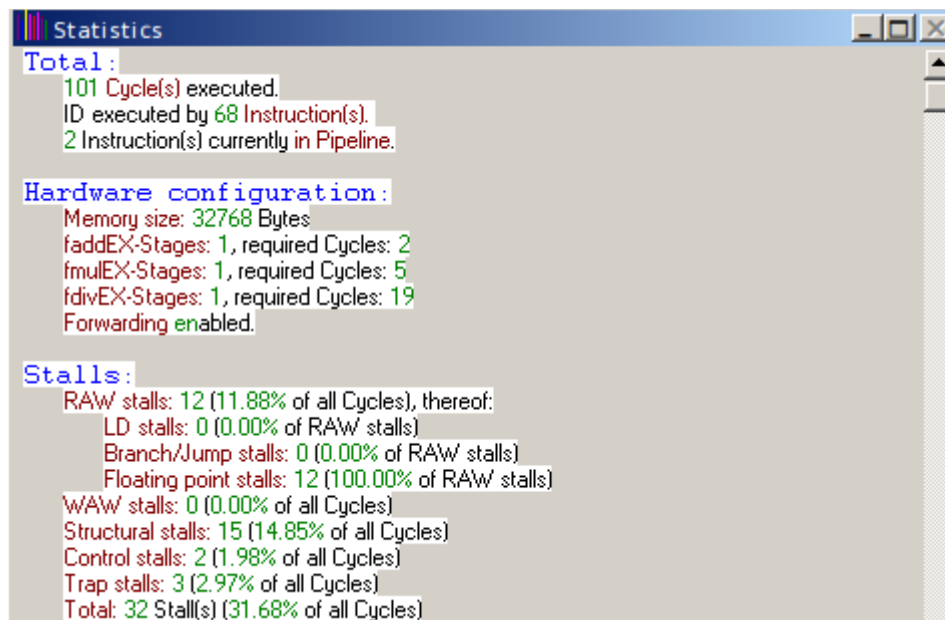 Statistics
Total:
101 Cycle(s) executed.
ID executed by 68 Instruction(s).
2 Instruction(s) currently in Pipeline.
Hardware configuration:
Memory size: 32768 Bytes
faddEX-Stages: 1, required Cycles: 2
fmulEX-Stages: 1, required Cycles: 5
fdivEX-Stages: 1, required Cycles: 19
Forwarding enabled.
Stalls:
RAW stalls: 12 (11.88% of all Cycles), thereof:
LD stalls: 0 (0.00% of RAW stalls)
Branch/Jump stalls: 0 (0.00% of RAW stalls)
Floating point stalls: 12 (100.00% of RAW stalls)
WAW stalls: 0 (0.00% of all Cycles)
Structural stalls: 15 (14.85% of all Cycles)
Control stalls: 2 (1.98% of all Cycles)
Trap stalls: 3 (2.97% of all Cycles)
Total: 32 Stall(s) (31.68% of all Cycles)